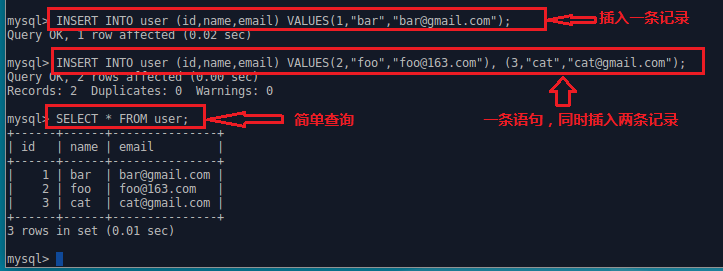 mysql> INSERT INTO user (id,name,email) VALUES(1,"bar","bar@gmail.com");
插入一条记录
Query OK, 1 row affected (0.02 sec)
mysql> INSERT INTO user (id,name,email) VALUES(2,"foo","foo@163.com"), (3,"cat","cat@gmail.com");
Query OK, 2 rows affected (0.00 sec)
Records: 2  Duplicates: 0  Warnings: 0
一条语句，同时插入两条记录
mysql> SELECT * FROM user;
简单查询
+------+------+---------------+
| id   | name | email         |
+------+------+---------------+
|    1 | bar  | bar@gmail.com |
|    2 | foo  | foo@163.com   |
|    3 | cat  | cat@gmail.com |
+------+------+---------------+
3 rows in set (0.01 sec)
mysql>